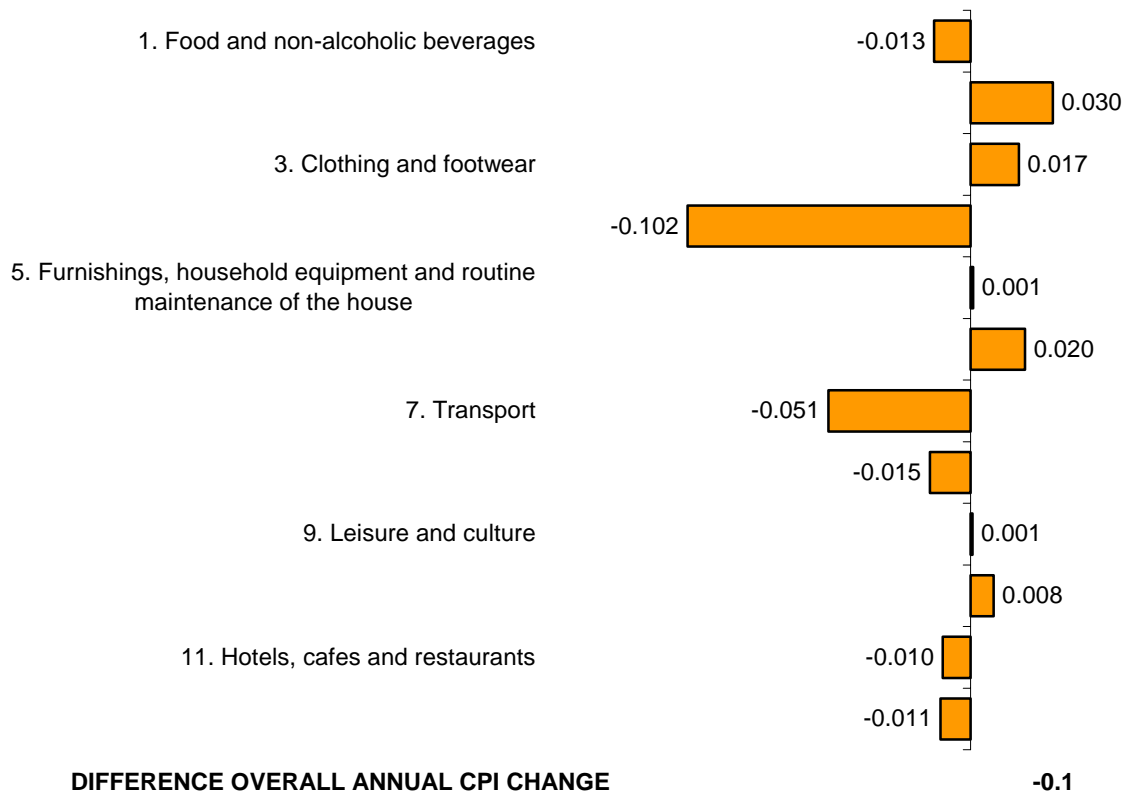 1. Food and non-alcoholic beverages -0.013
0.030
3. Clothing and footwear 0.017
-0.102
5. Furnishings, household equipment and routine
maintenance of the house 0.001
0.020
7. Transport -0.051
-0.015
9. Leisure and culture 0.001
0.008
11. Hotels, cafes and restaurants -0.010
-0.011
DIFFERENCE OVERALL ANNUAL CPI CHANGE -0.1